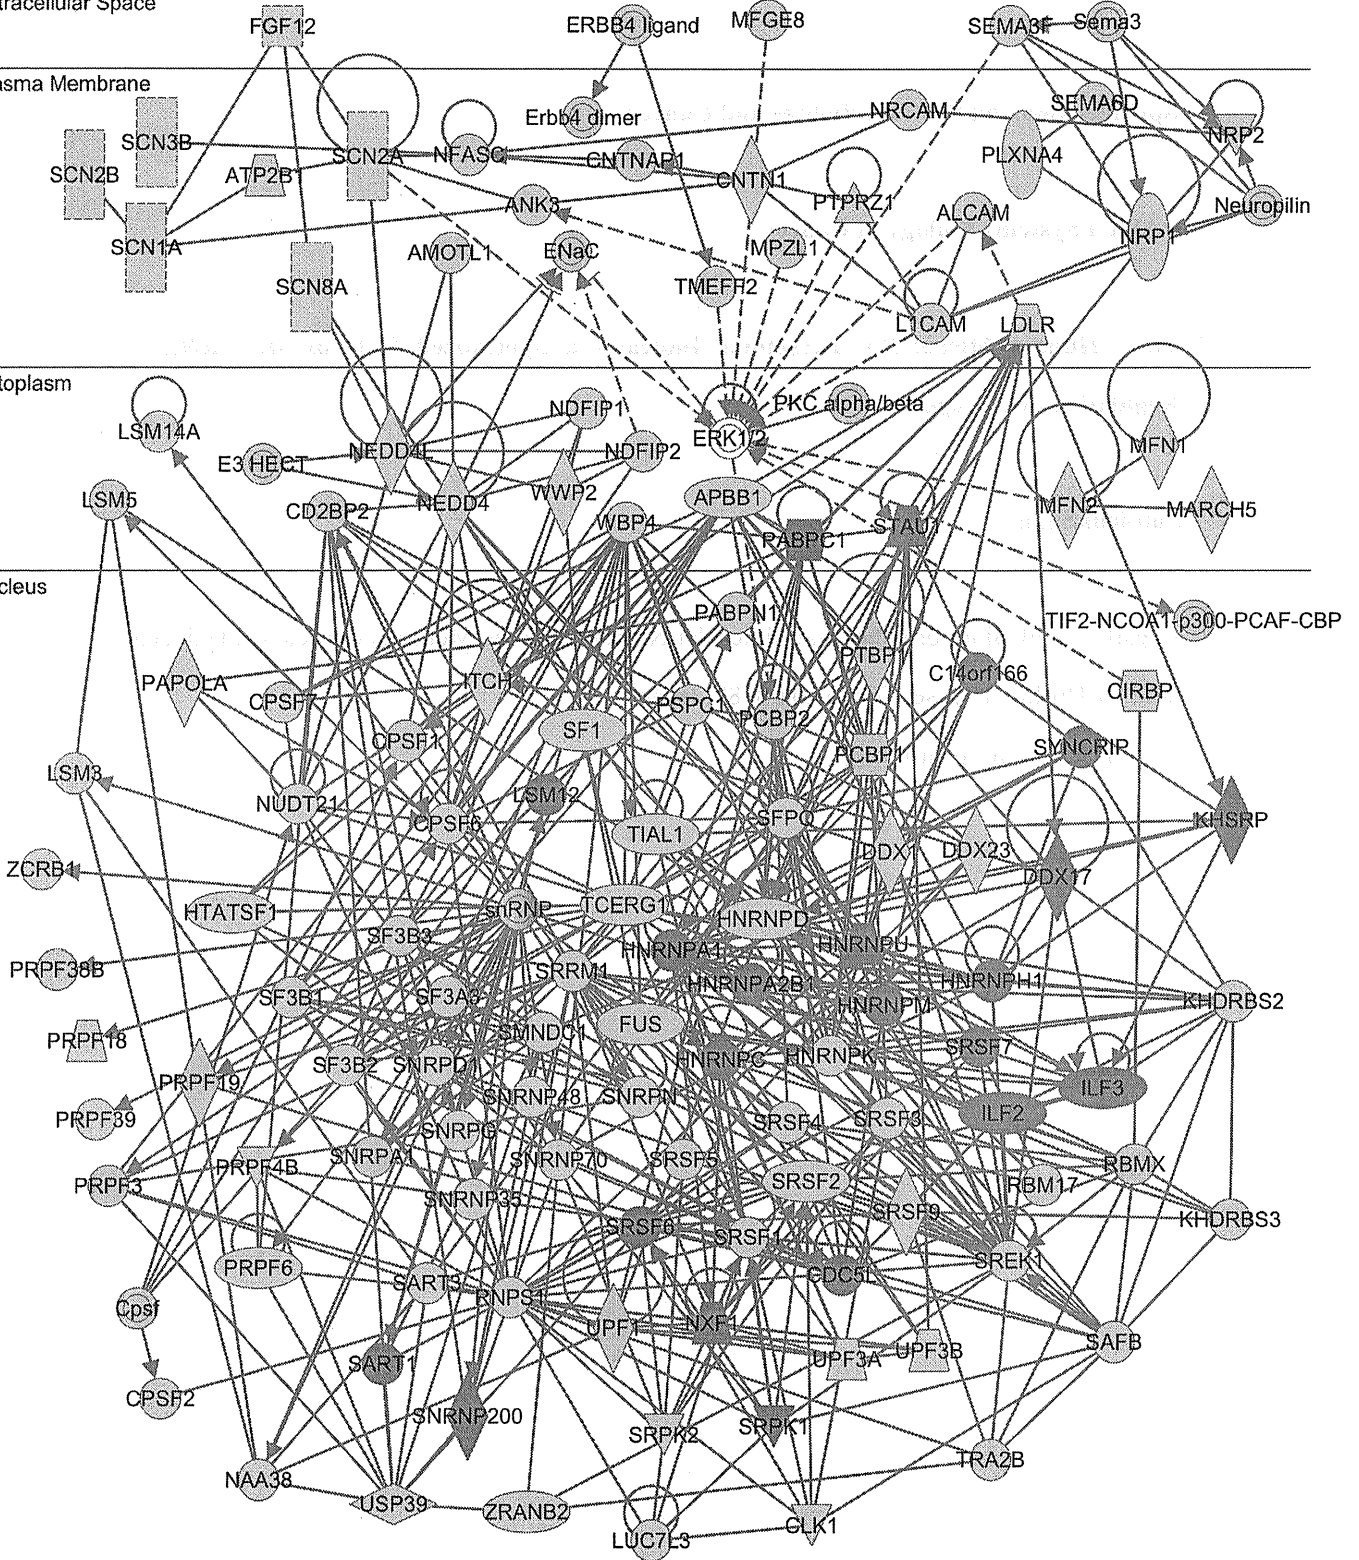 tracellular Space
FGF12
ERBB4 ligand
MFGE8
SEMA3F
Sema3
asma Membrane
SCN3B
SCN2B
SCN2A
NFASC
ATP2B1
Erbb4 dimer
CNTNAP1
NRCAM
SEMA6D
NRP2
PLXNA4
CNTN1
ANK3
PTPRZ1
ALCAM
Neuropilin
SCN1A
AMOTL1
ENaC
MPZL1
NRP1
SCN8A
TMEFF2
L1CAM
LDLR
toplasm
LSM14A
NDFIP1
PKC alpha/beta
ERK1/2
MFN1
E3 HECT
NEDD4L
NDFIP2
LSM5
CD2BP2
NEDD4
WWP2
APBB1
MFN2
MARCH5
WBP4
PABPC1
STAU1
cleus
PABPN1
TIF2-NCOA1-p300-PCAF-CBP
PAPOLA
ITCH
PTBP
C14orf166
CIRBP
CPSF7
PSPC1
CPSF1
SF1
PCBP2
PCBP1
SYNCRIP
LSM3
NUDT21
LSM12
CPSF6
TIAL1
SFPQ
KHSRP
DDX1
DDX23
DDX17
ZCRB1
HTATSF1
snRNP
TCERG1
HNRNPD
SF3B3
HNRNPA1
HNRNPU
PRPF38B
SRRM1
HNRNPA2B1
HNRNPH1
SF3B1
SF3A3
HNRNPM
KHDRBS2
PRPF18
SMNDC1
FUS
SF3B2
SNRPD1
HNRNPC
HNRNPK
SRSF7
PRPF19
SNRNP48
SNRPN
ILF3
PRPF39
SNRPG
SRSF4
SRSF3
ILF2
PRPF4B
SNRPA1
SNRNP70
SRSF5
RBMX
PRPF3
SNRNP35
SRSF2
RBM17
SRSF9
SRSF6
SRSF1
KHDRBS3
PRPF6
SART3
CDC5L
SREK1
Cpsf
RNPS1
UPF1
NXF1
SART1
UPF3A
UPF3B
SAFB
CPSF2
SNRNP200
SRPK2
SRPK1
NAA38
USP39
ZRANB2
TRA2B
LUC7L3
CLK1